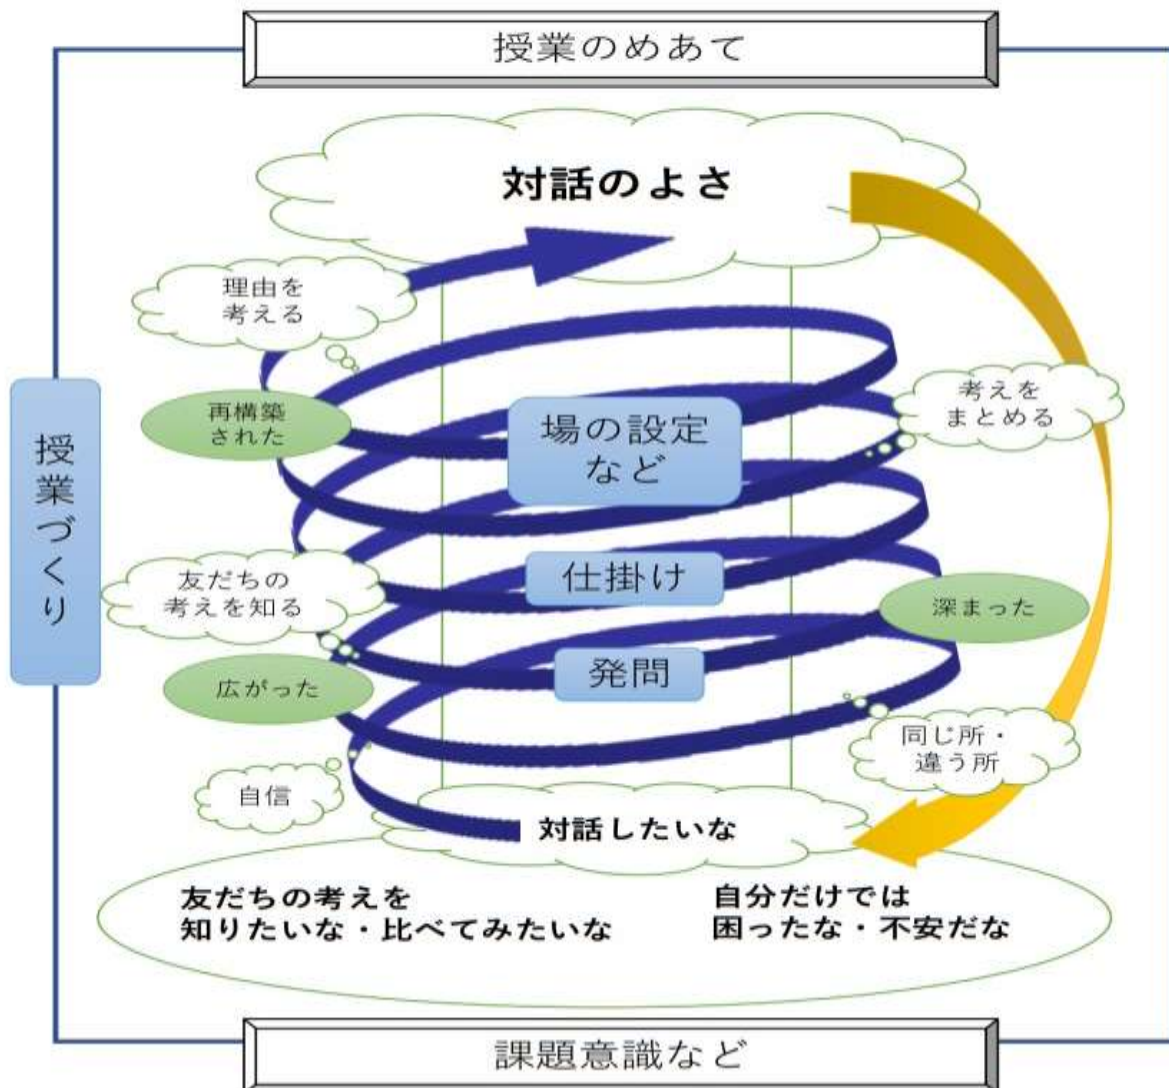 授業のめあて
対話のよさ
理由を
考える
考えを
まとめる
再構築
された
場の設定
など
授業づくり
仕掛け
友だちの
考えを知る
深まった
発問
広がった
同じ所・
違う所
自信
対話したいな
友だちの考えを
知りたいな・比べてみたいな
自分だけでは
困ったな・不安だな
課題意識など